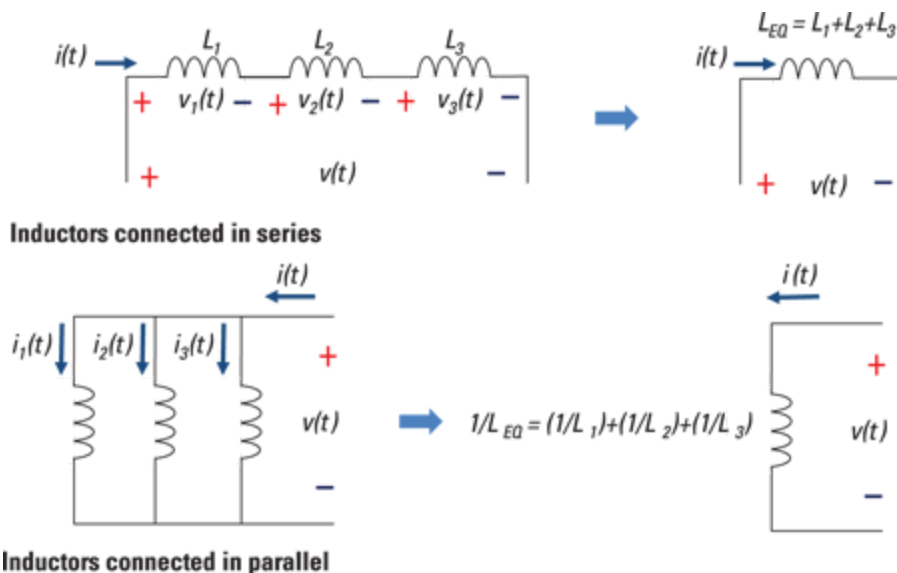 L_EQ = L_1+L_2+L_3
i(t) L_1 L_2 L_3 i(t)
+ v_1(t) − + v_2(t) − + v_3(t) −
+ v(t) − + v(t) −
Inductors connected in series
i(t) i(t)
i_1(t) i_2(t) i_3(t) + +
v(t) 1/L_EQ = (1/L_1)+(1/L_2)+(1/L_3) v(t)
− −
Inductors connected in parallel